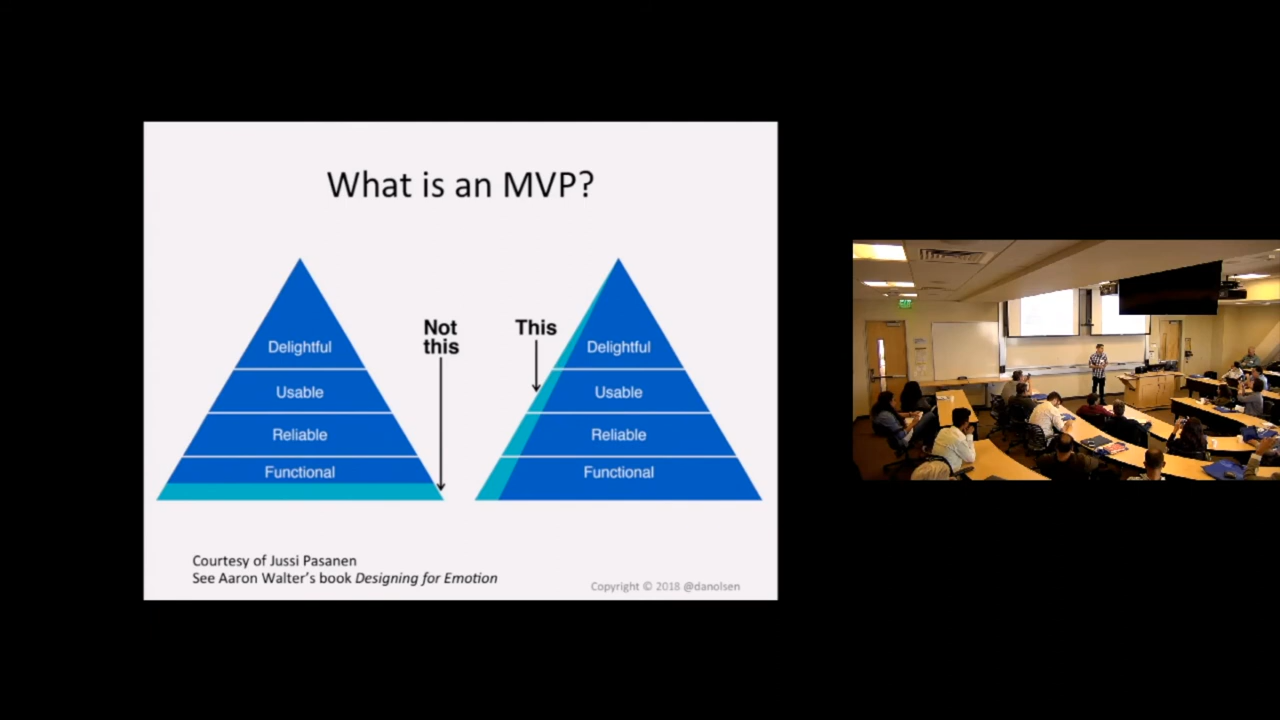 What is an MVP?
Not
this
This
Delightful
Usable
Reliable
Functional
Delightful
Usable
Reliable
Functional
Courtesy of Jussi Pasanen
See Aaron Walter's book Designing for Emotion
Copyright © 2018 @danolsen